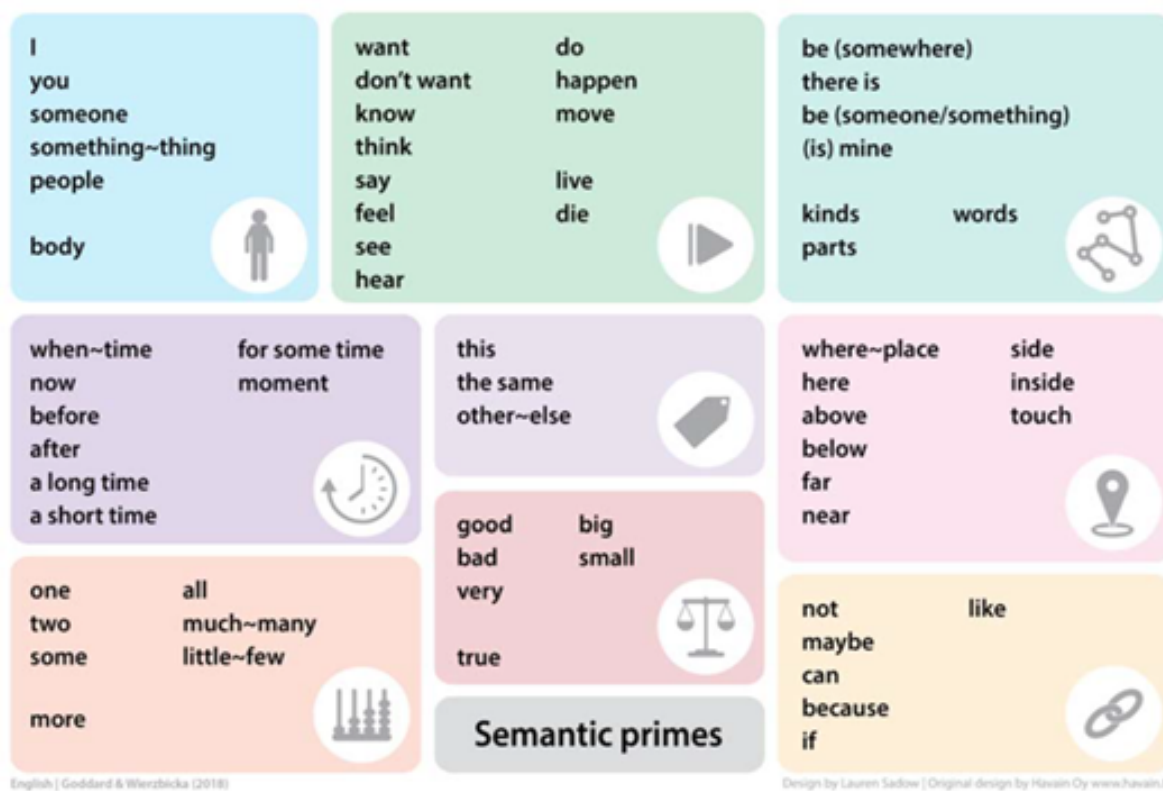 I
you
someone
something~thing
people
body
want
don't want
know
think
say
feel
see
hear
do
happen
move
live
die
be (somewhere)
there is
be (someone/something)
(is) mine
kinds
parts
words
when~time
now
before
after
a long time
a short time
for some time
moment
this
the same
other~else
where~place
here
above
below
far
near
side
inside
touch
one
two
some
more
all
much~many
little~few
good
bad
very
true
big
small
not
maybe
can
because
if
like
Semantic primes
English | Goddard & Wierzbicka (2018)
Design by Lauren Sadow | Original design by Havain Oy